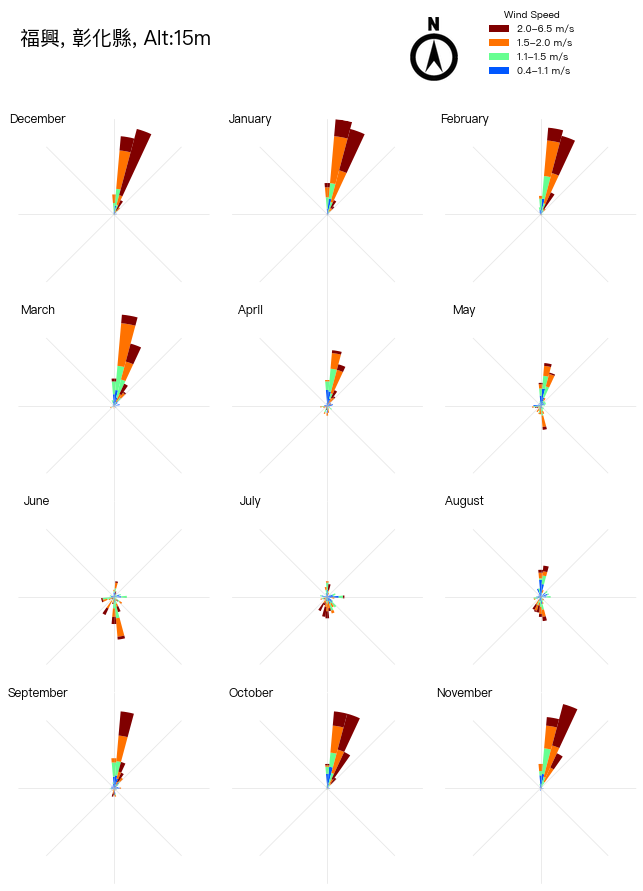 福興, 彰化縣, Alt:15m
N
Wind Speed
2.0–6.5 m/s
1.5–2.0 m/s
1.1–1.5 m/s
0.4–1.1 m/s
December
January
February
March
April
May
June
July
August
September
October
November